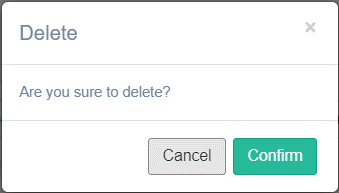 Delete
×
Are you sure to delete?
Cancel
Confirm